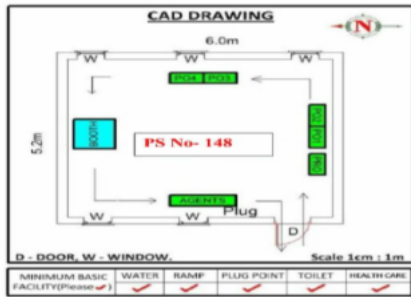 CAD DRAWING
N
6.0m
W W W
PO4 PO3
5.2m
BOOTH
PS No- 148
PO2
PO1
PRO
AGENTS
Plug
W W
D
D - DOOR, W - WINDOW.
Scale 1cm : 1m
MINIMUM BASIC FACILITY(Please ✓) WATER RAMP PLUG POINT TOILET HEALTH CARE